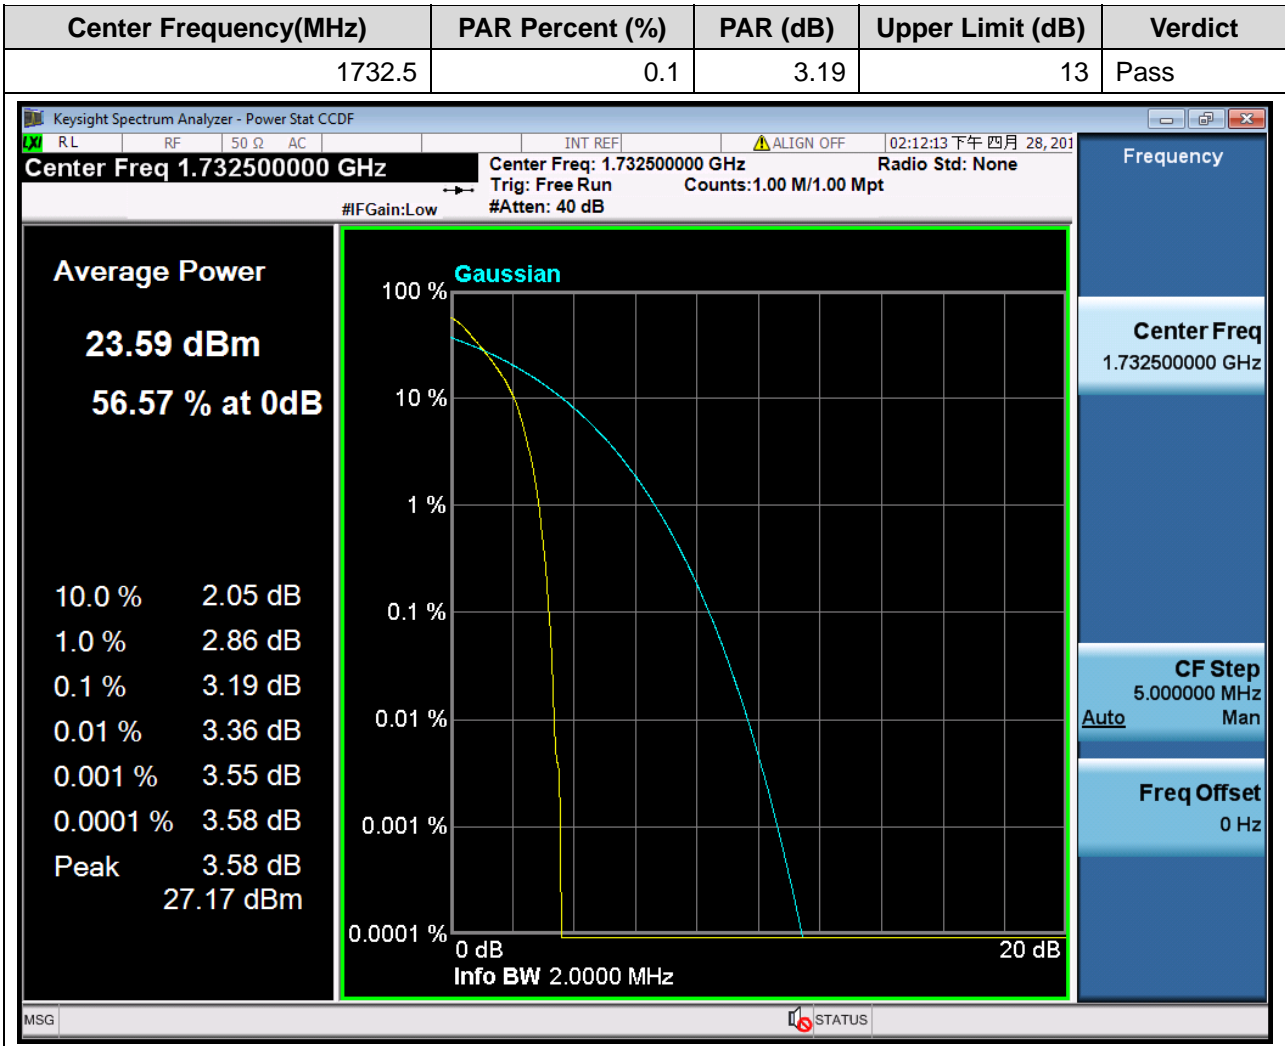 Center Frequency(MHz) PAR Percent (%) PAR (dB) Upper Limit (dB) Verdict
1732.5 0.1 3.19 13 Pass
Keysight Spectrum Analyzer - Power Stat CCDF
LXI RL RF 50 Ω AC INT REF ALIGN OFF 02:12:13 下午 四月 28, 201
Center Freq 1.732500000 GHz
Center Freq: 1.732500000 GHz Radio Std: None
Trig: Free Run Counts:1.00 M/1.00 Mpt
#IFGain:Low #Atten: 40 dB
Average Power
23.59 dBm
56.57 % at 0dB
10.0 % 2.05 dB
1.0 % 2.86 dB
0.1 % 3.19 dB
0.01 % 3.36 dB
0.001 % 3.55 dB
0.0001 % 3.58 dB
Peak 3.58 dB
27.17 dBm
Gaussian
100 %
10 %
1 %
0.1 %
0.01 %
0.001 %
0.0001 %
0 dB 20 dB
Info BW 2.0000 MHz
Frequency
Center Freq
1.732500000 GHz
CF Step
5.000000 MHz
Auto Man
Freq Offset
0 Hz
MSG STATUS